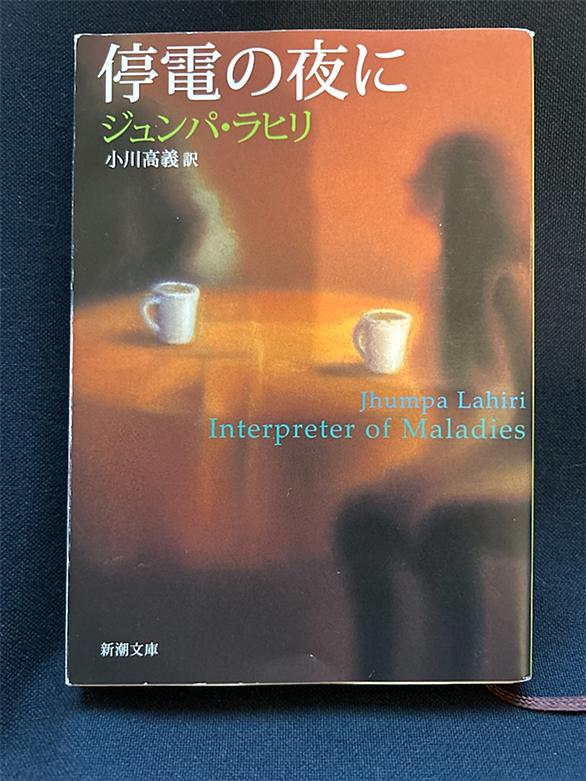 停電の夜に
ジュンパ・ラヒリ
小川高義 訳
Jhumpa Lahiri
Interpreter of Maladies
新潮文庫